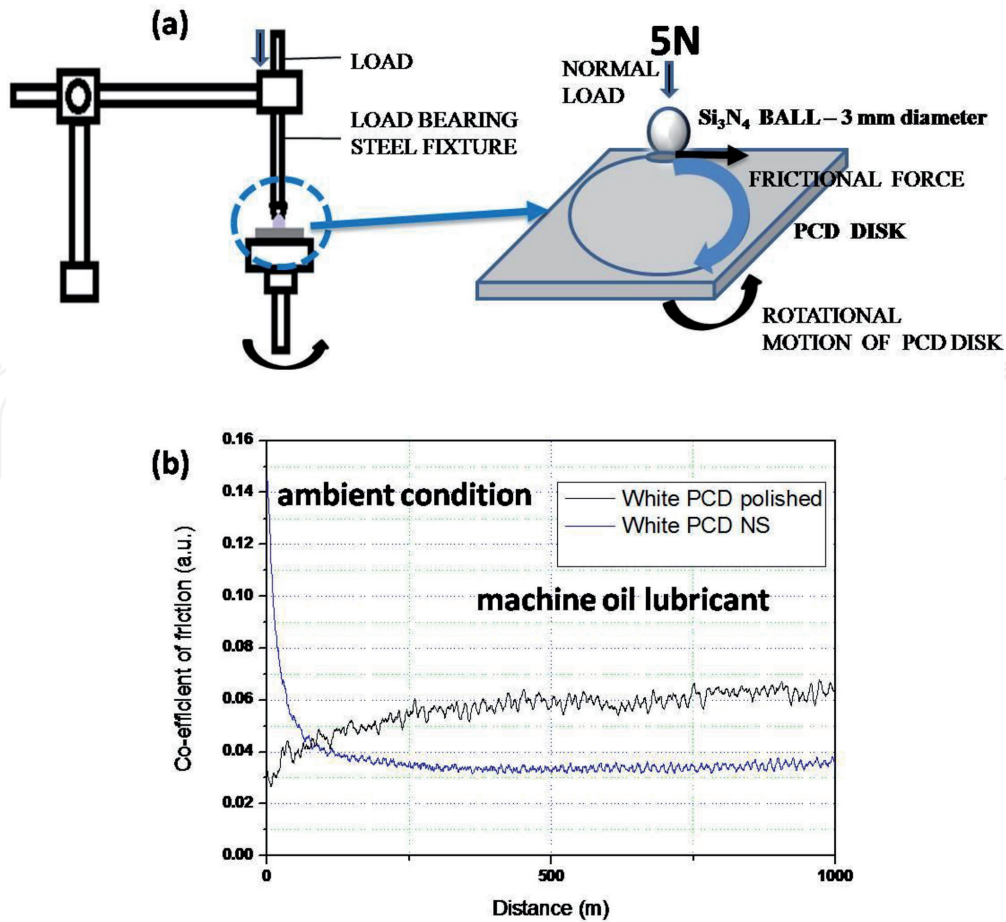 (a)
LOAD
LOAD BEARING
STEEL FIXTURE
5N
NORMAL
LOAD
Si₃N₄ BALL – 3 mm diameter
FRICTIONAL FORCE
PCD DISK
ROTATIONAL
MOTION OF PCD DISK
(b)
ambient condition
White PCD polished
White PCD NS
machine oil lubricant
Co-efficient of friction (a.u.)
0.16
0.14
0.12
0.10
0.08
0.06
0.04
0.02
0.00
0
500
1000
Distance (m)